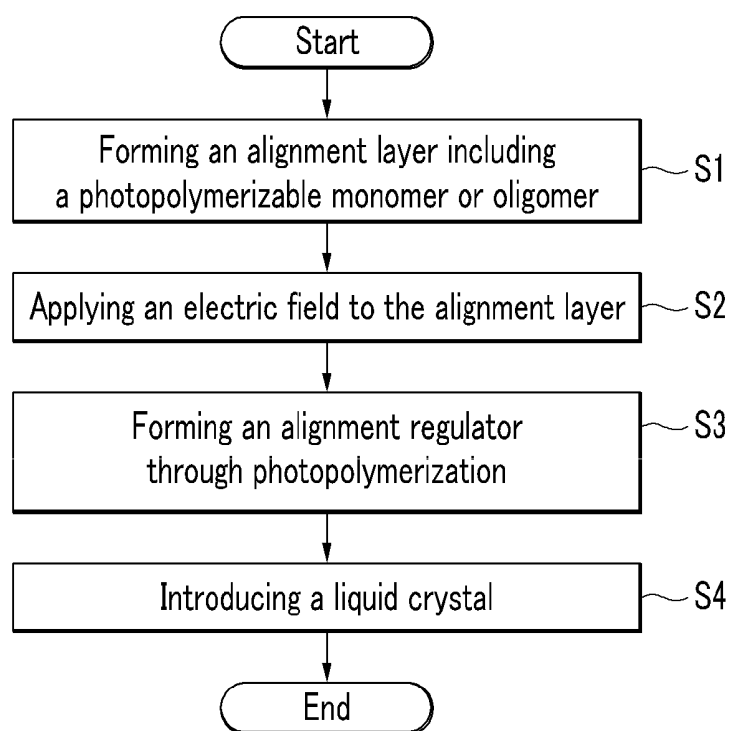 Start
Forming an alignment layer including
a photopolymerizable monomer or oligomer
S1
Applying an electric field to the alignment layer
S2
Forming an alignment regulator
through photopolymerization
S3
Introducing a liquid crystal
S4
End